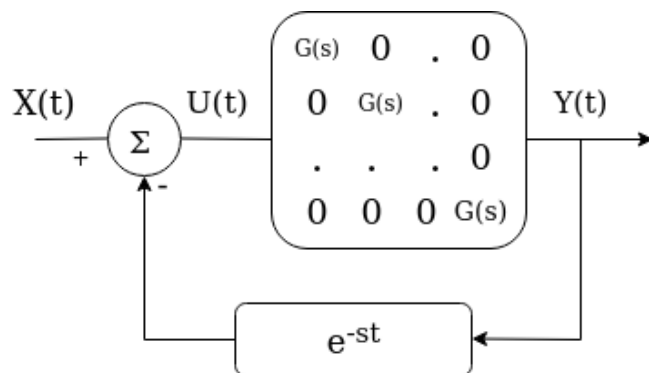 G(s) 0 . 0
X(t) U(t) 0 G(s) . 0 Y(t)
+ Σ
- . . . 0
0 0 0 G(s)
e-st